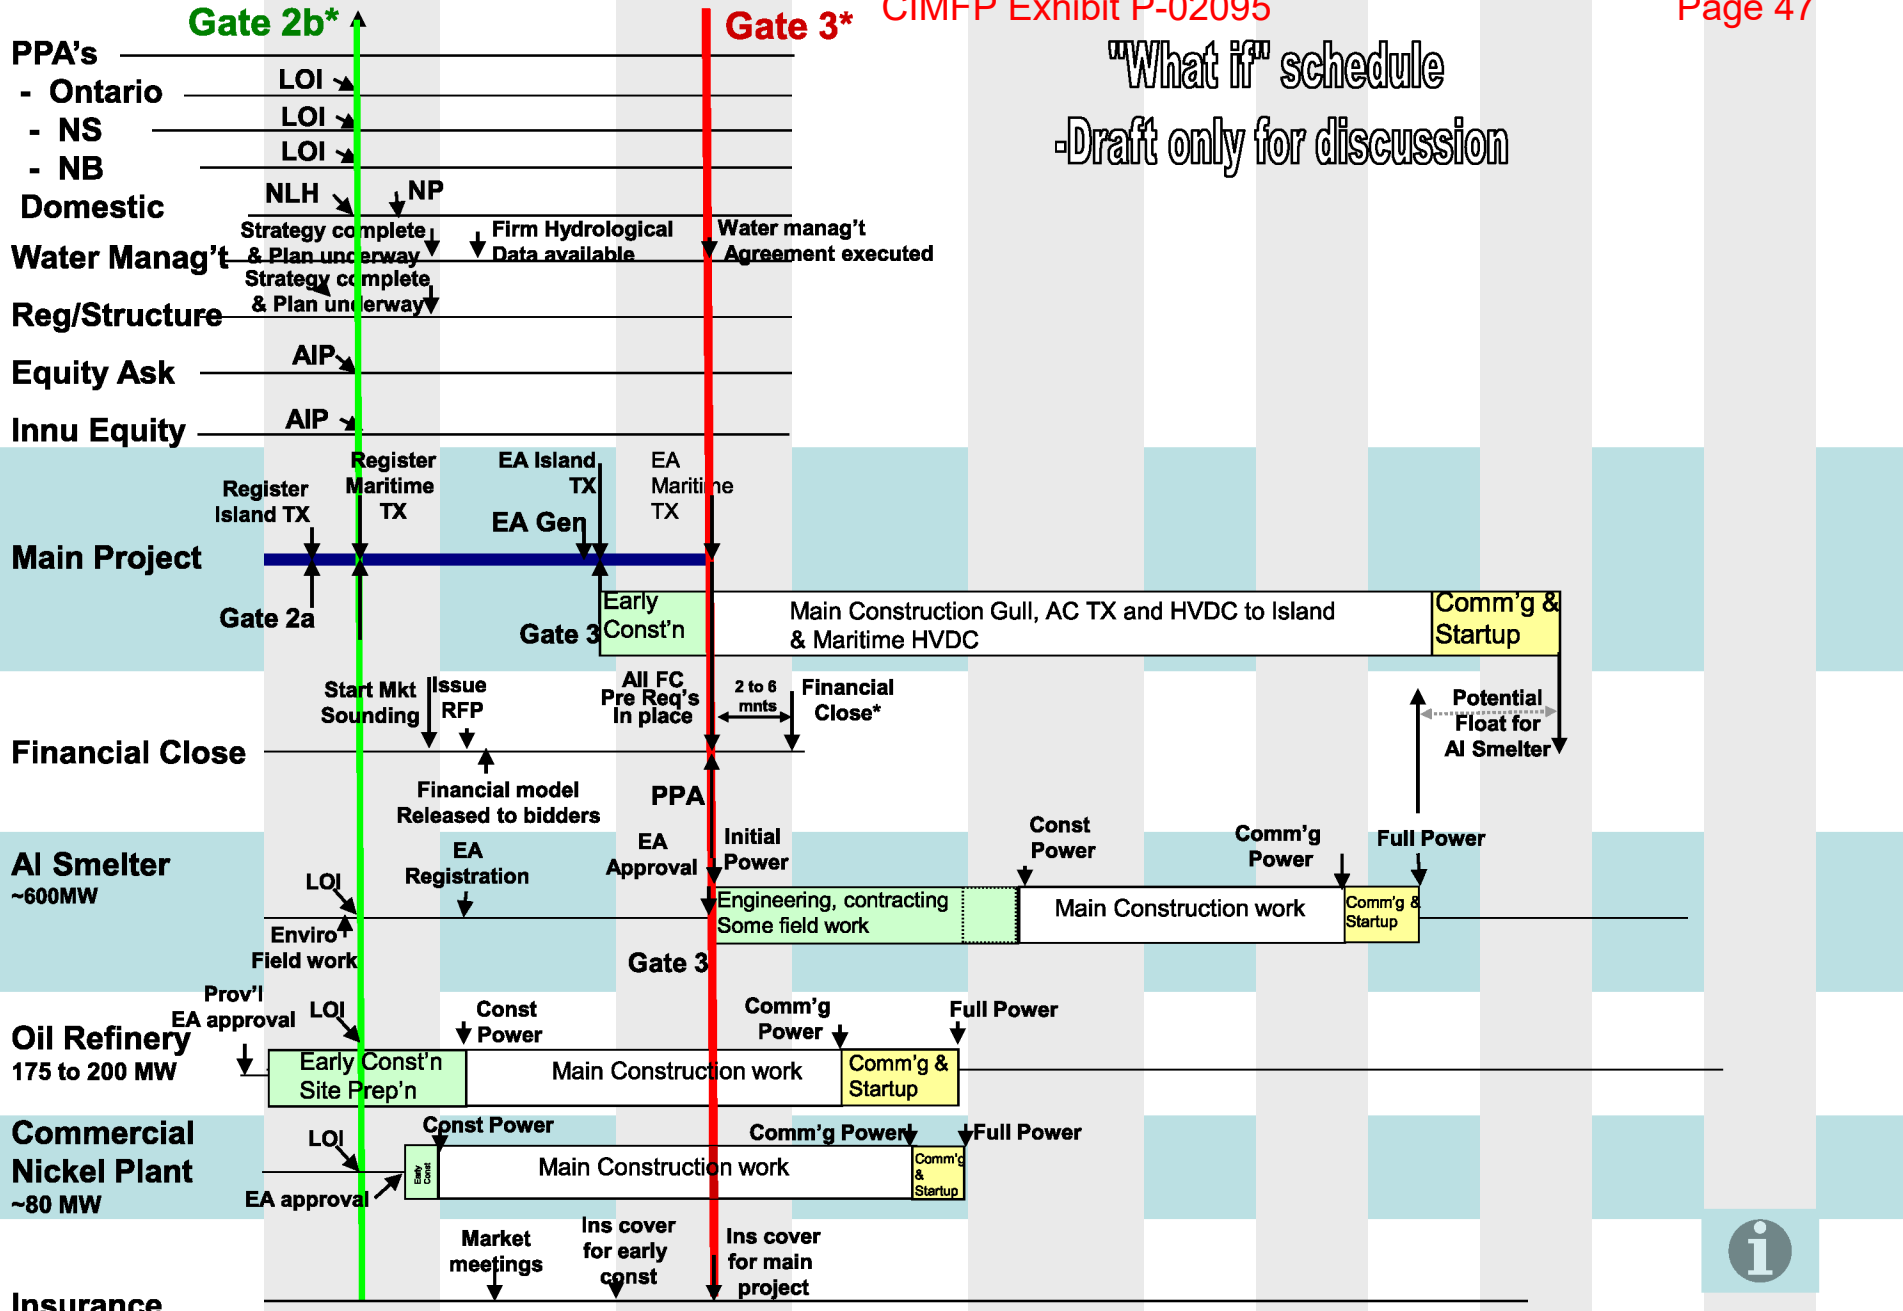 Gate 2b*
Gate 3*
CIMFP Exhibit P-02095
Page 47
"What if" schedule
-Draft only for discussion
PPA's
- Ontario
LOI
- NS
LOI
- NB
LOI
Domestic
NLH
NP
Water Manag't
Strategy complete
& Plan underway
Firm Hydrological
Data available
Water manag't
Agreement executed
Reg/Structure
Strategy complete
& Plan underway
Equity Ask
AIP
Innu Equity
AIP
Main Project
Register
Island TX
Register
Maritime
TX
EA Island
TX
EA Gen
EA
Maritime
TX
Gate 2a
Gate 3
Early
Const'n
Main Construction Gull, AC TX and HVDC to Island
& Maritime HVDC
Comm'g &
Startup
Financial Close
Start Mkt
Sounding
Issue
RFP
All FC
Pre Req's
In place
2 to 6
mnts
Financial
Close*
Potential
Float for
Al Smelter
Financial model
Released to bidders
PPA
Al Smelter
~600MW
LOI
Enviro
Field work
EA
Registration
EA
Approval
Initial
Power
Const
Power
Comm'g
Power
Full Power
Engineering, contracting
Some field work
Main Construction work
Comm'g &
Startup
Gate 3
Oil Refinery
175 to 200 MW
Prov'l
EA approval
LOI
Const
Power
Comm'g
Power
Full Power
Early Const'n
Site Prep'n
Main Construction work
Comm'g &
Startup
Commercial
Nickel Plant
~80 MW
LOI
EA approval
Const Power
Comm'g Power
Full Power
Early
Const
Main Construction work
Comm'g
&
Startup
Insurance
Market
meetings
Ins cover
for early
const
Ins cover
for main
project
i